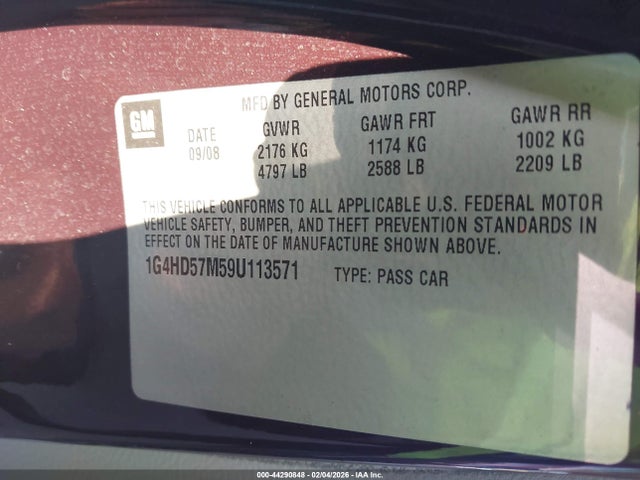 MFD BY GENERAL MOTORS CORP.
GM
DATE GVWR GAWR FRT GAWR RR
09/08 2176 KG 1174 KG 1002 KG
4797 LB 2588 LB 2209 LB
THIS VEHICLE CONFORMS TO ALL APPLICABLE U.S. FEDERAL MOTOR
VEHICLE SAFETY, BUMPER, AND THEFT PREVENTION STANDARDS IN
EFFECT ON THE DATE OF MANUFACTURE SHOWN ABOVE.
1G4HD57M59U113571 TYPE: PASS CAR
000-44290848 - 02/04/2026 - IAAI.COM